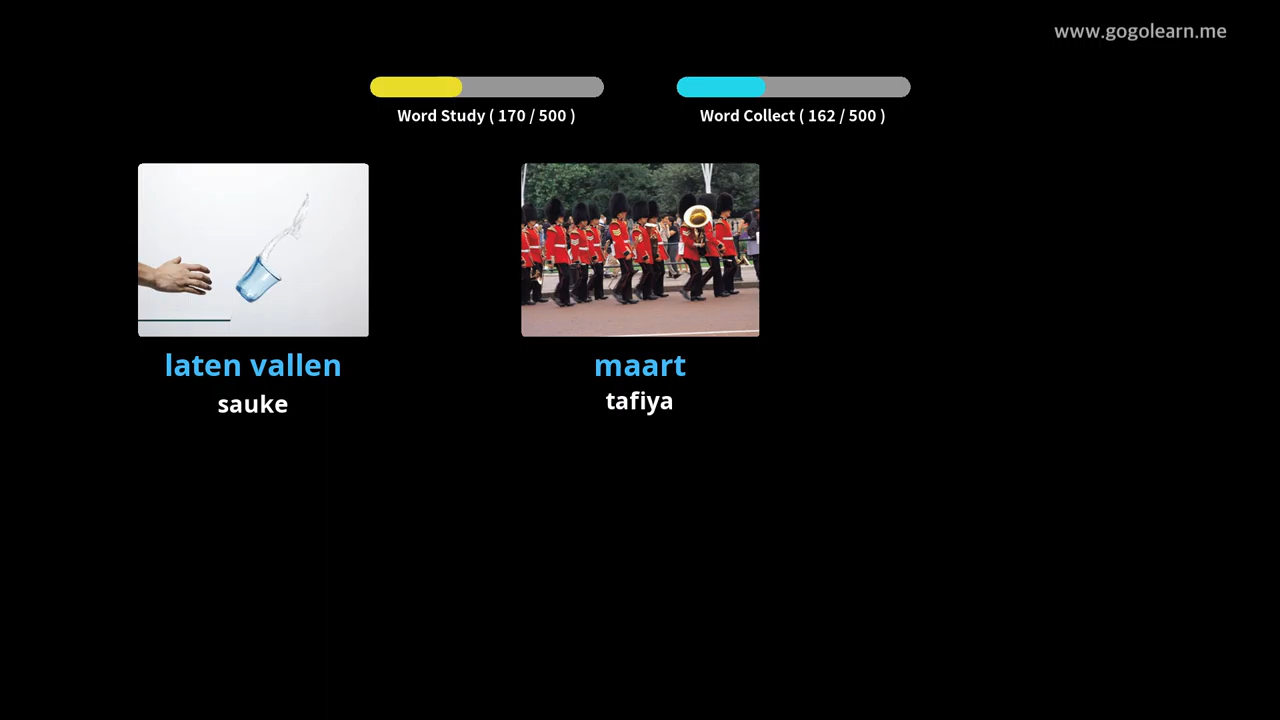 www.gogolearn.me
Word Study ( 170 / 500 )
Word Collect ( 162 / 500 )
laten vallen
sauke
maart
tafiya